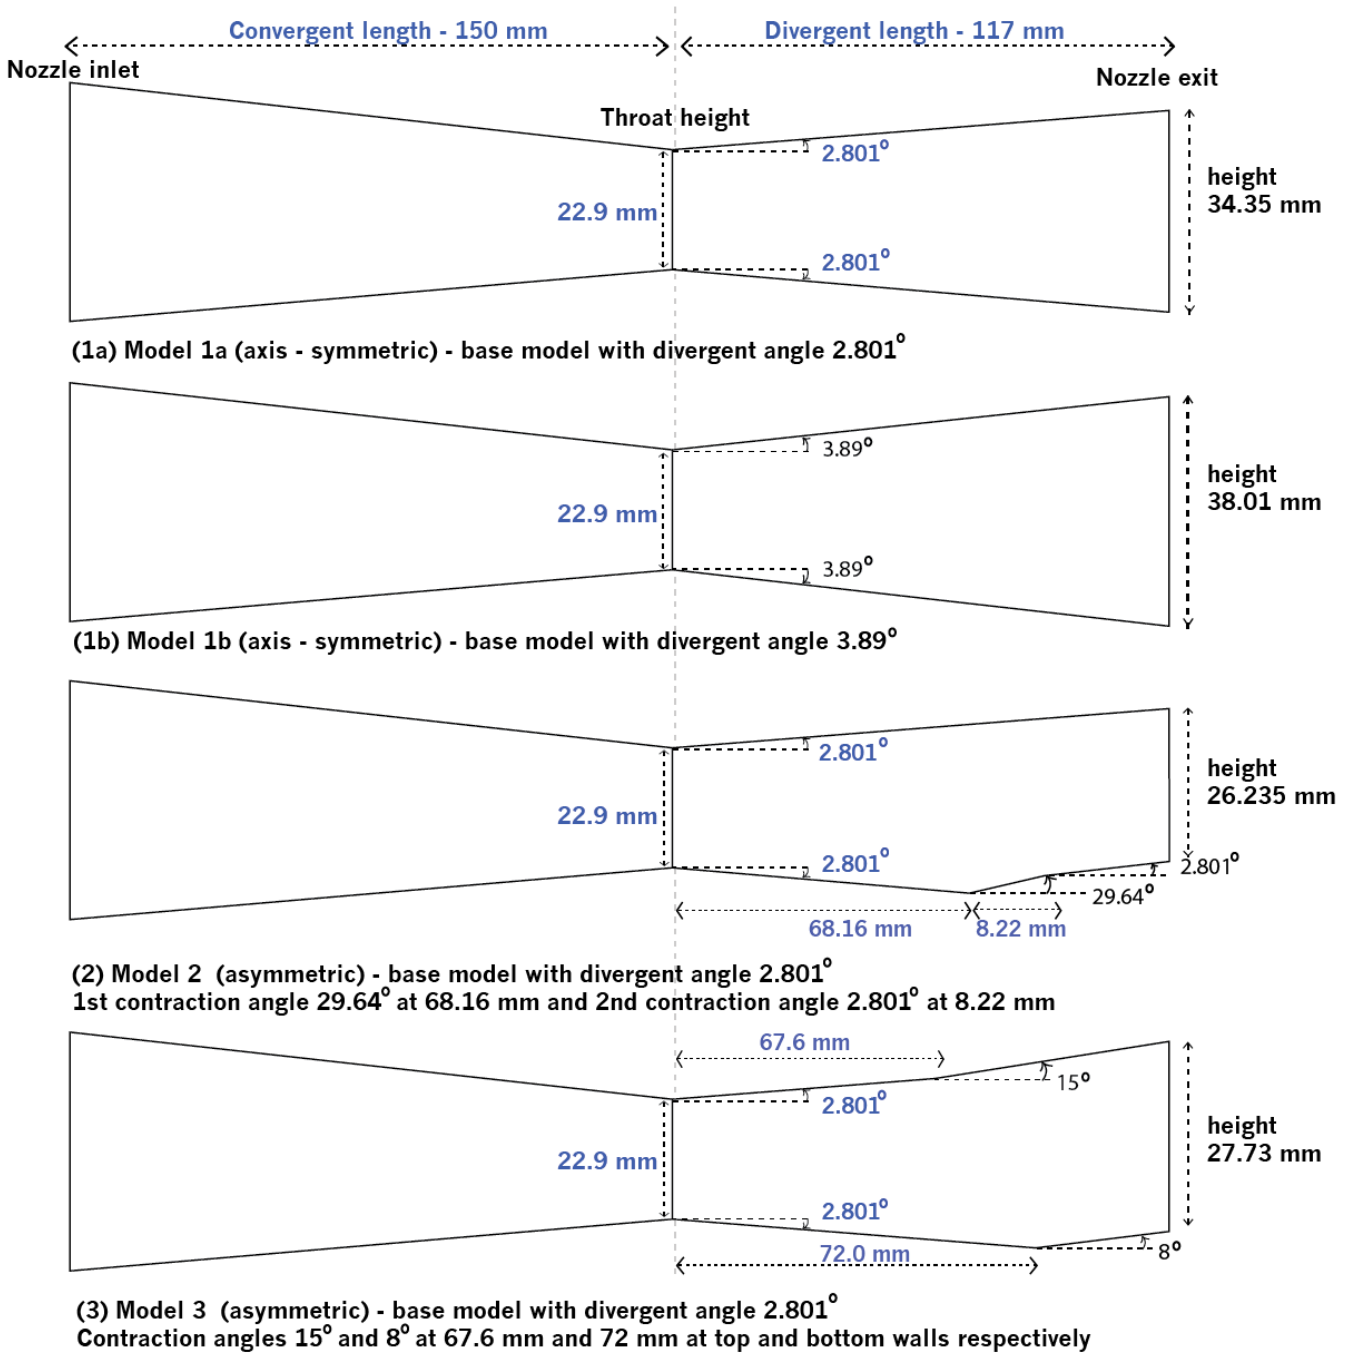 Convergent length - 150 mm
Divergent length - 117 mm
Nozzle inlet
Nozzle exit
Throat height
2.801°
22.9 mm
height
34.35 mm
2.801°
(1a) Model 1a (axis - symmetric) - base model with divergent angle 2.801°
3.89°
22.9 mm
height
38.01 mm
3.89°
(1b) Model 1b (axis - symmetric) - base model with divergent angle 3.89°
2.801°
22.9 mm
height
26.235 mm
2.801°
2.801°
29.64°
68.16 mm
8.22 mm
(2) Model 2 (asymmetric) - base model with divergent angle 2.801°
1st contraction angle 29.64° at 68.16 mm and 2nd contraction angle 2.801° at 8.22 mm
67.6 mm
15°
2.801°
22.9 mm
height
27.73 mm
2.801°
72.0 mm
8°
(3) Model 3 (asymmetric) - base model with divergent angle 2.801°
Contraction angles 15° and 8° at 67.6 mm and 72 mm at top and bottom walls respectively